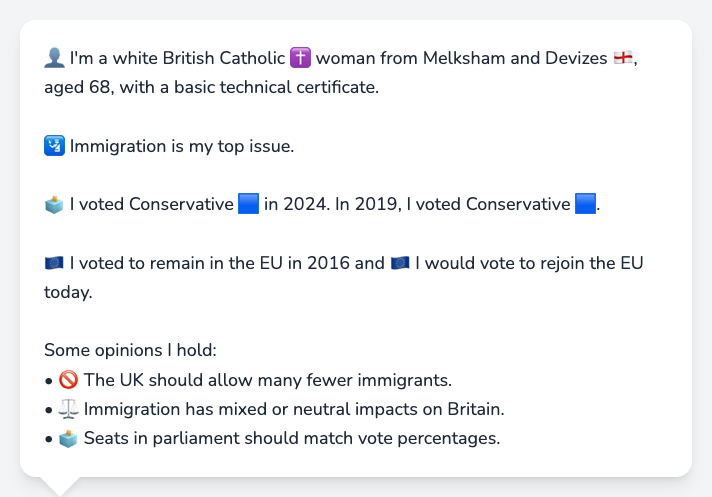 👤 I'm a white British Catholic ✝️ woman from Melksham and Devizes 🏴󠁧󠁢󠁥󠁮󠁧󠁿,
aged 68, with a basic technical certificate.
🛂 Immigration is my top issue.
🗳️ I voted Conservative 🟦 in 2024. In 2019, I voted Conservative 🟦.
🇪🇺 I voted to remain in the EU in 2016 and 🇪🇺 I would vote to rejoin the EU
today.
Some opinions I hold:
• 🚫 The UK should allow many fewer immigrants.
• ⚖️ Immigration has mixed or neutral impacts on Britain.
• 🗳️ Seats in parliament should match vote percentages.